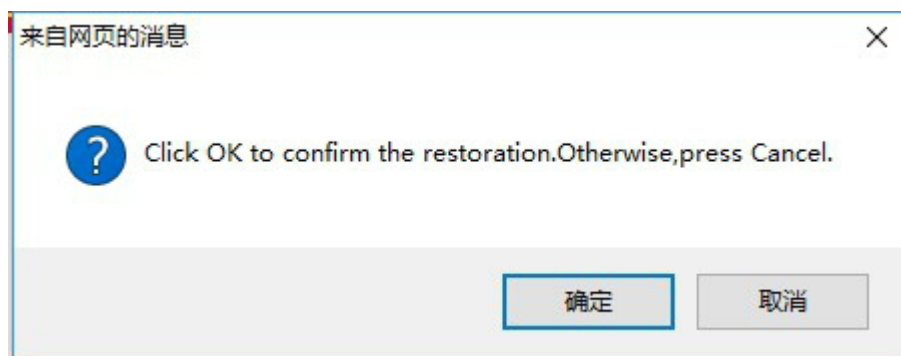 来自网页的消息
Click OK to confirm the restoration.Otherwise,press Cancel.
确定
取消